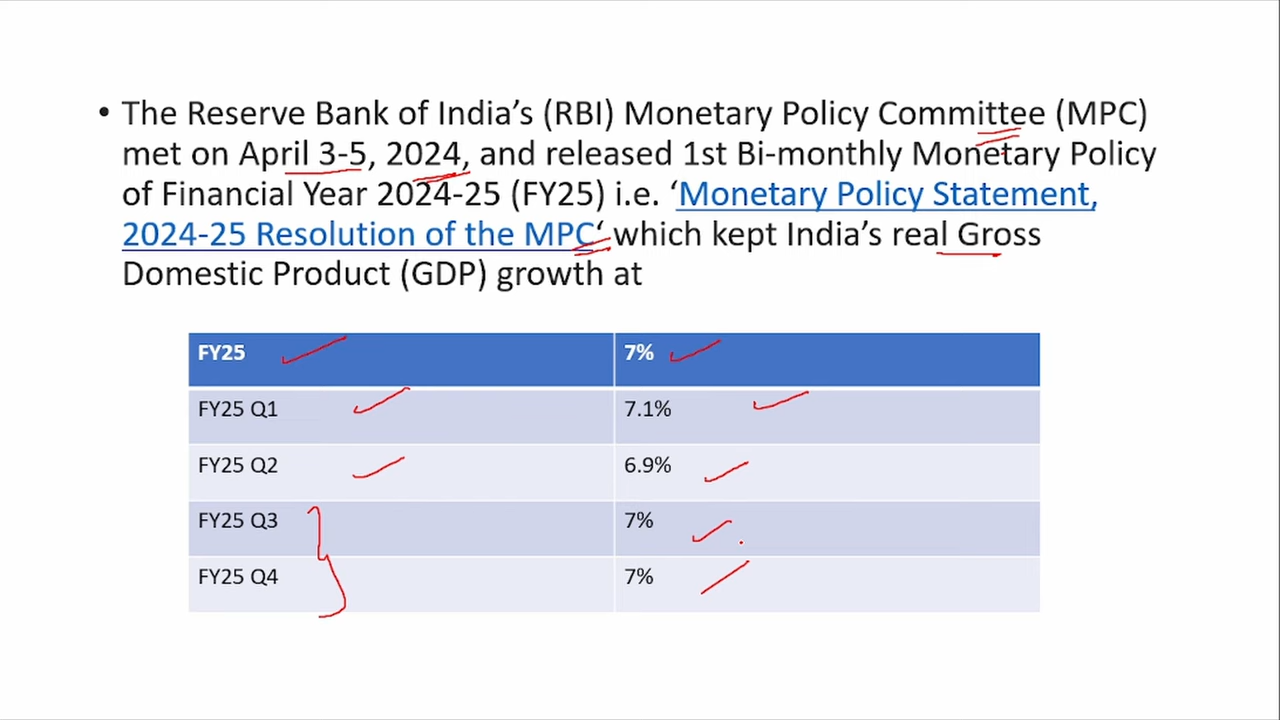 • The Reserve Bank of India's (RBI) Monetary Policy Committee (MPC)
met on April 3-5, 2024, and released 1st Bi-monthly Monetary Policy
of Financial Year 2024-25 (FY25) i.e. ‘Monetary Policy Statement,
2024-25 Resolution of the MPC‘ which kept India's real Gross
Domestic Product (GDP) growth at
FY25 7%
FY25 Q1 7.1%
FY25 Q2 6.9%
FY25 Q3 7%
FY25 Q4 7%